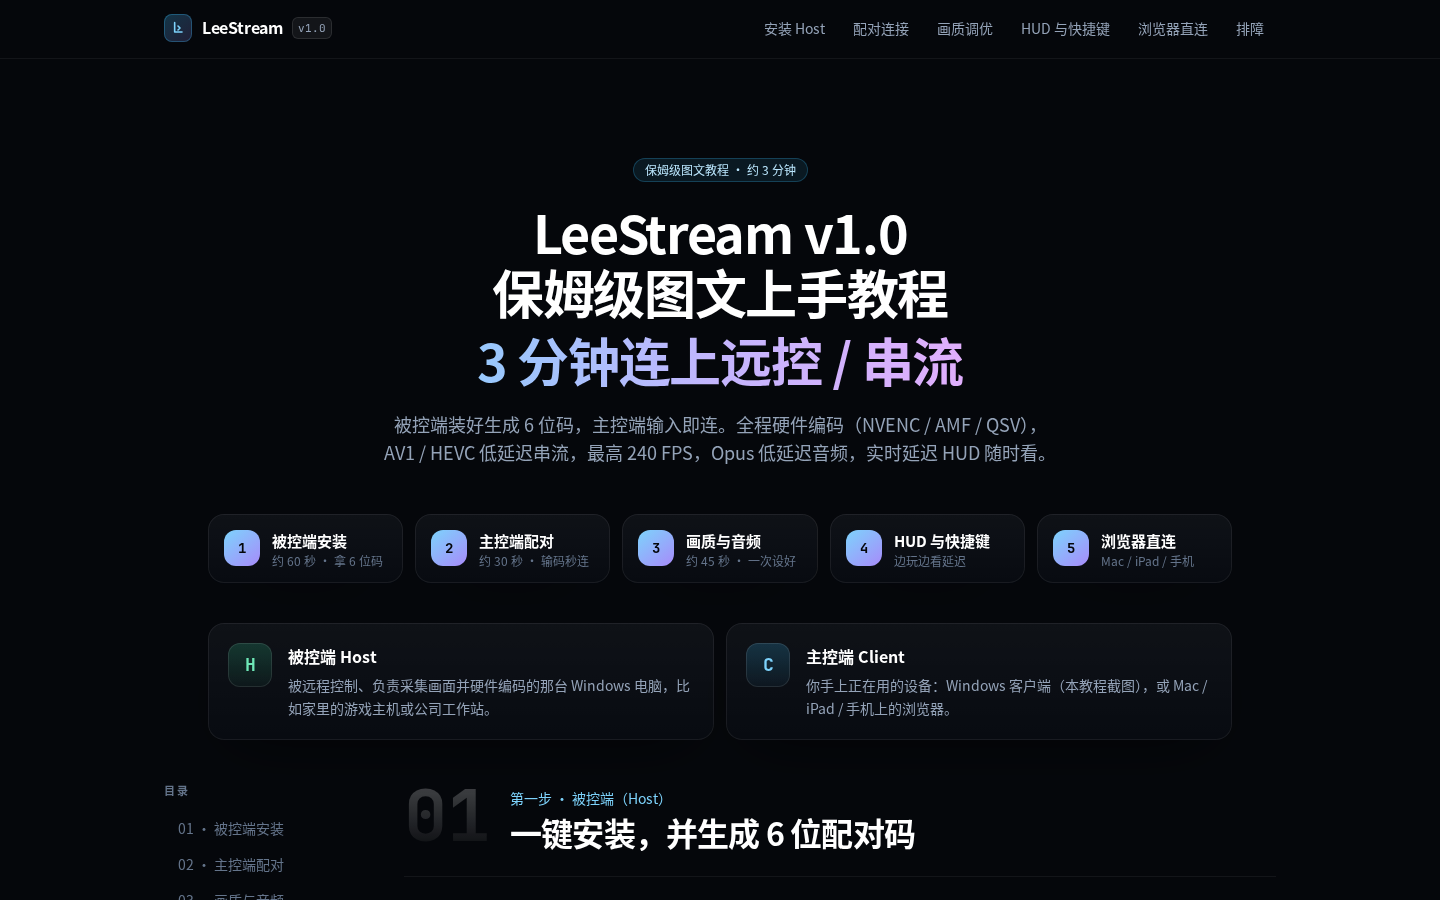 LeeStream v1.0
安装 Host 配对连接 画质调优 HUD 与快捷键 浏览器直连 排障
保姆级图文教程 · 约 3 分钟
LeeStream v1.0
保姆级图文上手教程
3 分钟连上远控 / 串流
被控端装好生成 6 位码，主控端输入即连。全程硬件编码（NVENC / AMF / QSV），
AV1 / HEVC 低延迟串流，最高 240 FPS，Opus 低延迟音频，实时延迟 HUD 随时看。
1 被控端安装
约 60 秒 · 拿 6 位码
2 主控端配对
约 30 秒 · 输码秒连
3 画质与音频
约 45 秒 · 一次设好
4 HUD 与快捷键
边玩边看延迟
5 浏览器直连
Mac / iPad / 手机
H 被控端 Host
被远程控制、负责采集画面并硬件编码的那台 Windows 电脑，比
如家里的游戏主机或公司工作站。
C 主控端 Client
你手上正在用的设备：Windows 客户端（本教程截图），或 Mac /
iPad / 手机上的浏览器。
目录
01 · 被控端安装
02 · 主控端配对
03 · 画质与音频
01 第一步 · 被控端（Host）
一键安装，并生成 6 位配对码